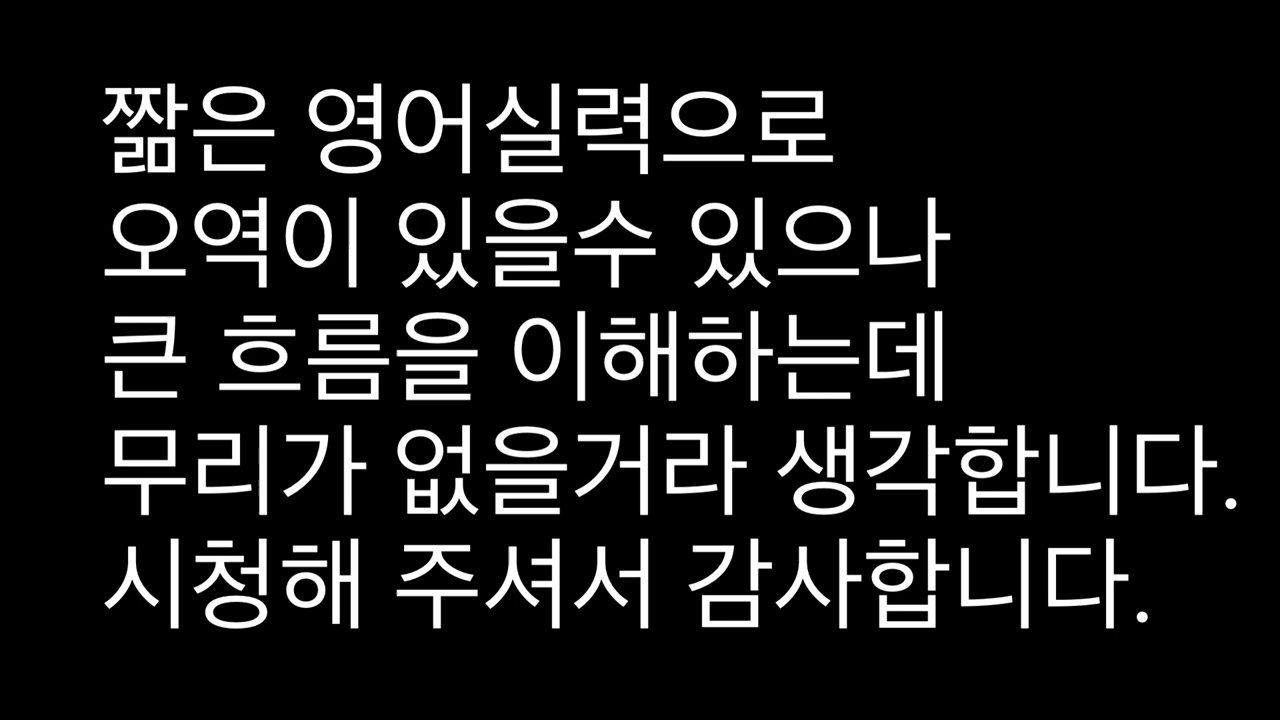 짧은 영어실력으로
오역이 있을수 있으나
큰 흐름을 이해하는데
무리가 없을거라 생각합니다.
시청해 주셔서 감사합니다.